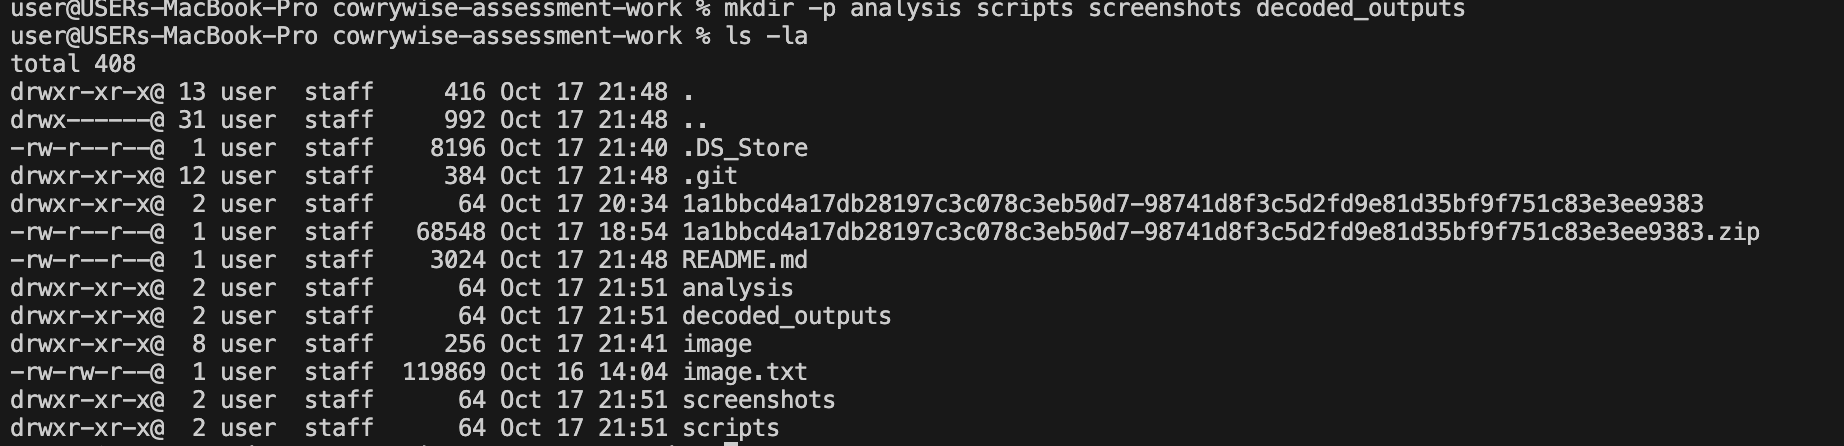 user@USERs-MacBook-Pro cowrywise-assessment-work % mkdir -p analysis scripts screenshots decoded_outputs
user@USERs-MacBook-Pro cowrywise-assessment-work % ls -la
total 408
drwxr-xr-x@ 13 user  staff     416 Oct 17 21:48 .
drwx------@ 31 user  staff     992 Oct 17 21:48 ..
-rw-r--r--@  1 user  staff    8196 Oct 17 21:40 .DS_Store
drwxr-xr-x@ 12 user  staff     384 Oct 17 21:48 .git
drwxr-xr-x@  2 user  staff      64 Oct 17 20:34 1a1bbcd4a17db28197c3c078c3eb50d7-98741d8f3c5d2fd9e81d35bf9f751c83e3ee9383
-rw-r--r--@  1 user  staff   68548 Oct 17 18:54 1a1bbcd4a17db28197c3c078c3eb50d7-98741d8f3c5d2fd9e81d35bf9f751c83e3ee9383.zip
-rw-r--r--@  1 user  staff    3024 Oct 17 21:48 README.md
drwxr-xr-x@  2 user  staff      64 Oct 17 21:51 analysis
drwxr-xr-x@  2 user  staff      64 Oct 17 21:51 decoded_outputs
drwxr-xr-x@  8 user  staff     256 Oct 17 21:41 image
-rw-rw-r--@  1 user  staff  119869 Oct 16 14:04 image.txt
drwxr-xr-x@  2 user  staff      64 Oct 17 21:51 screenshots
drwxr-xr-x@  2 user  staff      64 Oct 17 21:51 scripts